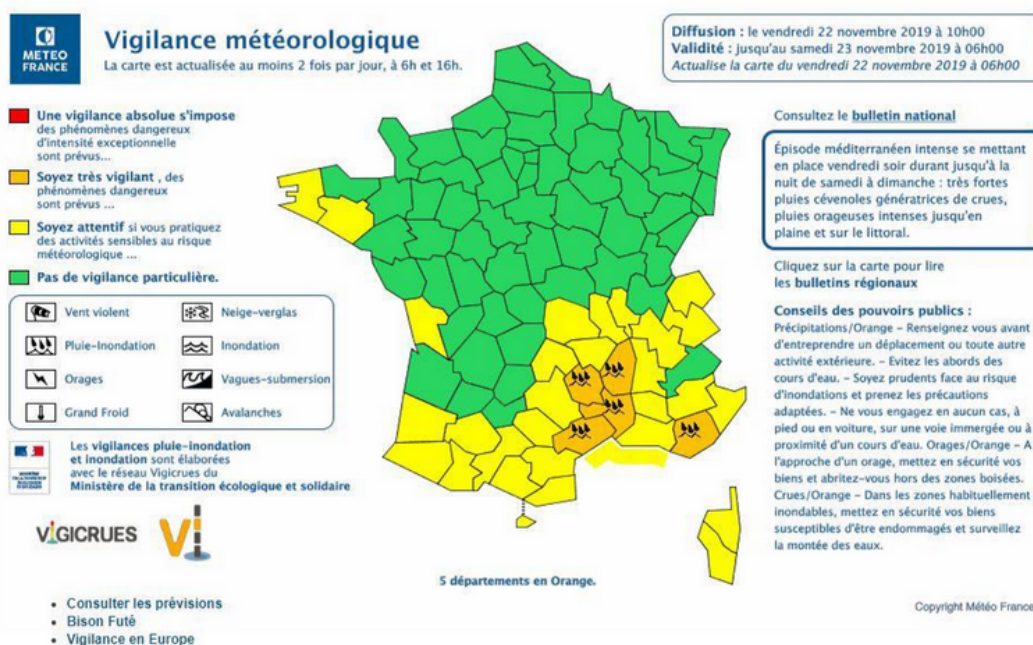 METEO
FRANCE
Vigilance météorologique
La carte est actualisée au moins 2 fois par jour, à 6h et 16h.
Diffusion : le vendredi 22 novembre 2019 à 10h00
Validité : jusqu'au samedi 23 novembre 2019 à 06h00
Actualise la carte du vendredi 22 novembre 2019 à 06h00
Une vigilance absolue s'impose
des phénomènes dangereux
d'intensité exceptionnelle
sont prévus...
Soyez très vigilant , des
phénomènes dangereux
sont prévus ...
Soyez attentif si vous pratiquez
des activités sensibles au risque
météorologique ...
Pas de vigilance particulière.
Vent violent
Neige-verglas
Pluie-Inondation
Inondation
Orages
Vagues-submersion
Grand Froid
Avalanches
Les vigilances pluie-inondation
et inondation sont élaborées
avec le réseau Vigicrues du
Ministère de la transition écologique et solidaire
VIGICRUES
Vi
• Consulter les prévisions
• Bison Futé
• Vigilance en Europe
5 départements en Orange.
Consultez le bulletin national
Épisode méditerranéen intense se mettant
en place vendredi soir durant jusqu'à la
nuit de samedi à dimanche : très fortes
pluies cévenoles génératrices de crues,
pluies orageuses intenses jusqu'en
plaine et sur le littoral.
Cliquez sur la carte pour lire
les bulletins régionaux
Conseils des pouvoirs publics :
Précipitations/Orange – Renseignez vous avant
d'entreprendre un déplacement ou toute autre
activité extérieure. – Evitez les abords des
cours d'eau. – Soyez prudents face au risque
d'inondations et prenez les précautions
adaptées. – Ne vous engagez en aucun cas, à
pied ou en voiture, sur une voie immergée ou à
proximité d'un cours d'eau. Orages/Orange – A
l'approche d'un orage, mettez en sécurité vos
biens et abritez-vous hors des zones boisées.
Crues/Orange – Dans les zones habituellement
inondables, mettez en sécurité vos biens
susceptibles d'être endommagés et surveillez
la montée des eaux.
Copyright Météo France